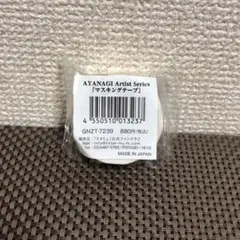 AYANAGI Artist Series
「マスキングテープ」
4 550510 013237
GNZT-7239 880円(税込)
MADE IN JAPAN